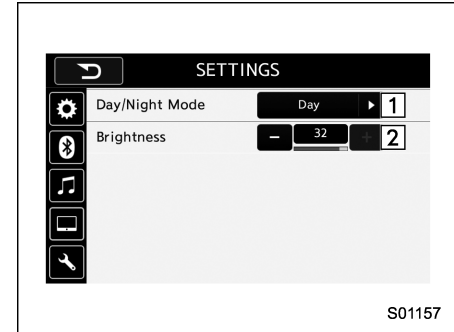 SETTINGS
Day/Night Mode Day 1
Brightness − 32 + 2
S01157